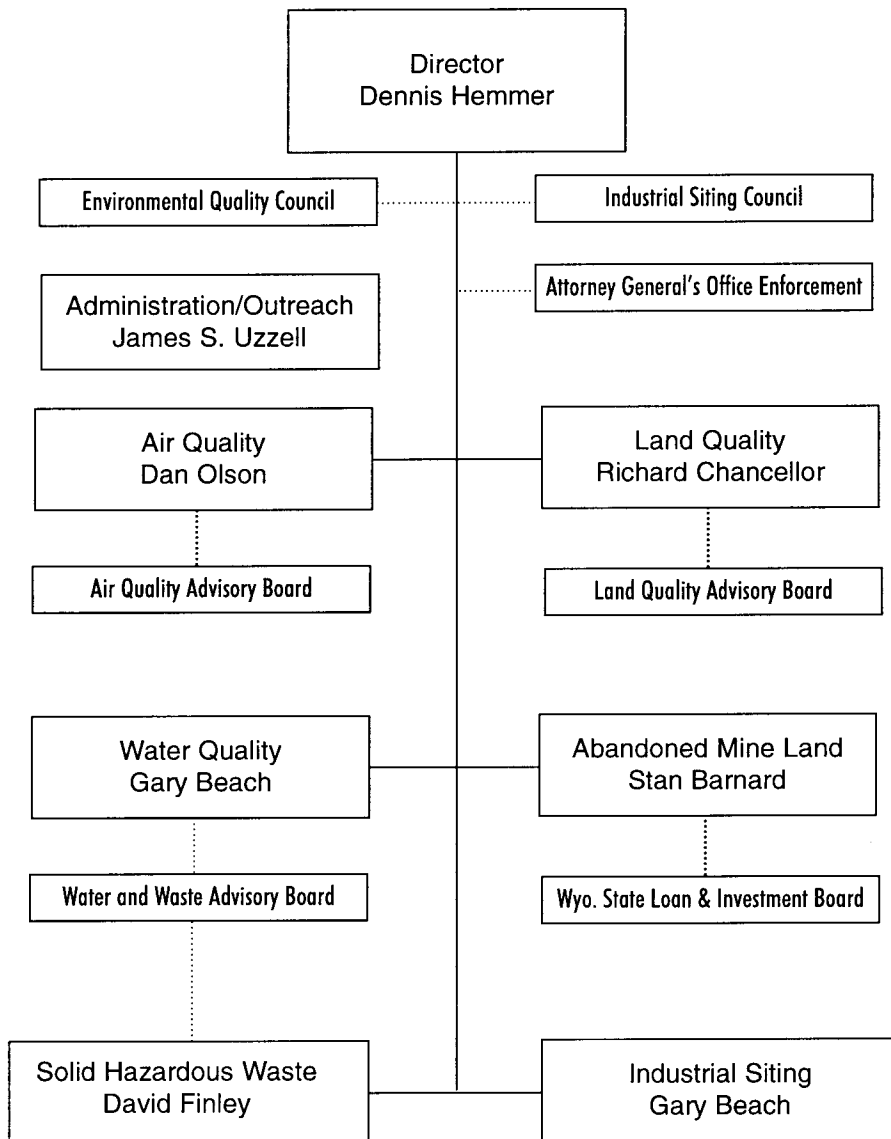 Director
Dennis Hemmer
Environmental Quality Council
Industrial Siting Council
Attorney General's Office Enforcement
Administration/Outreach
James S. Uzzell
Air Quality
Dan Olson
Land Quality
Richard Chancellor
Air Quality Advisory Board
Land Quality Advisory Board
Water Quality
Gary Beach
Abandoned Mine Land
Stan Barnard
Water and Waste Advisory Board
Wyo. State Loan & Investment Board
Solid Hazardous Waste
David Finley
Industrial Siting
Gary Beach